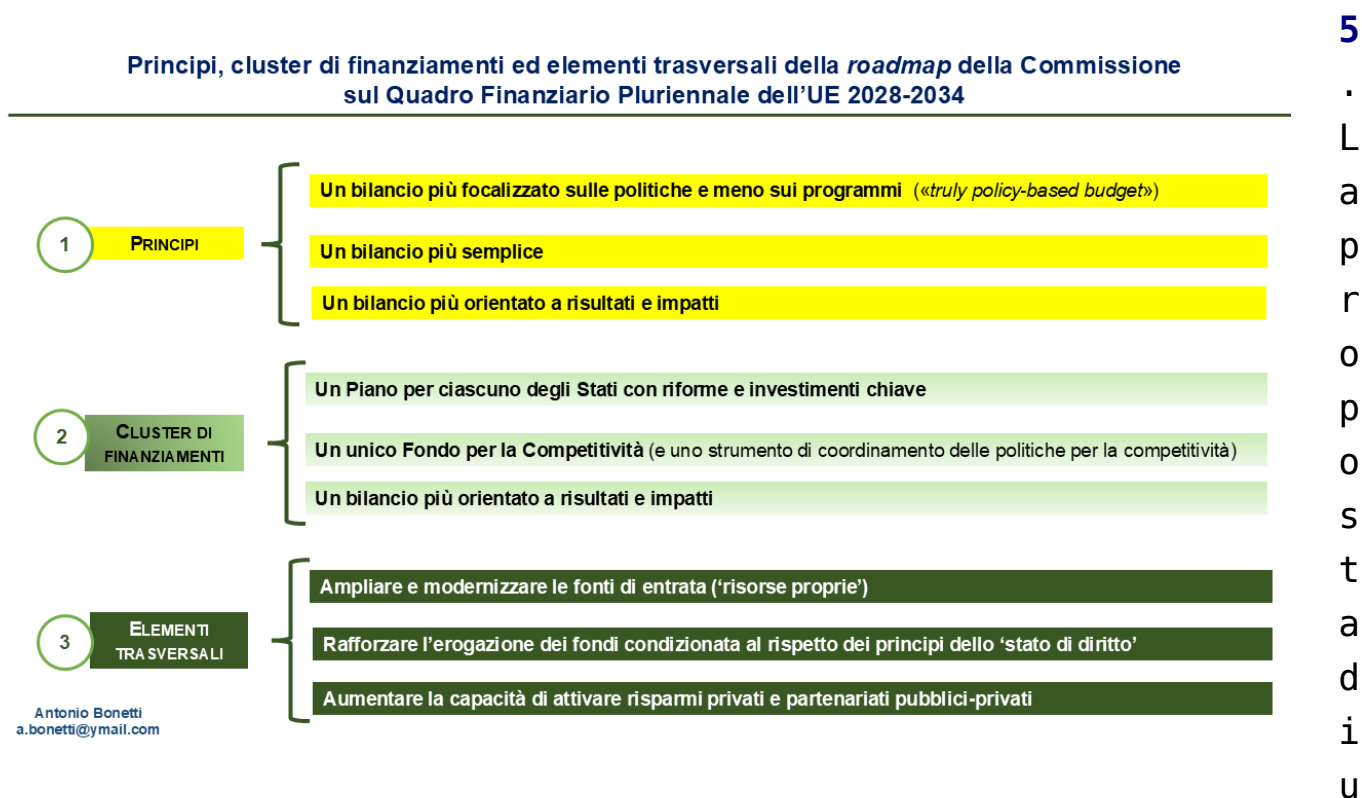 Principi, cluster di finanziamenti ed elementi trasversali della roadmap della Commissione
sul Quadro Finanziario Pluriennale dell'UE 2028-2034
1
PRINCIPI
Un bilancio più focalizzato sulle politiche e meno sui programmi («truly policy-based budget»)
Un bilancio più semplice
Un bilancio più orientato a risultati e impatti
2
CLUSTER DI
FINANZIAMENTI
Un Piano per ciascuno degli Stati con riforme e investimenti chiave
Un unico Fondo per la Competitività (e uno strumento di coordinamento delle politiche per la competitività)
Un bilancio più orientato a risultati e impatti
3
ELEMENTI
TRASVERSALI
Ampliare e modernizzare le fonti di entrata ('risorse proprie')
Rafforzare l'erogazione dei fondi condizionata al rispetto dei principi dello 'stato di diritto'
Aumentare la capacità di attivare risparmi privati e partenariati pubblici-privati
Antonio Bonetti
a.bonetti@ymail.com
5
.
L
a
p
r
o
p
o
s
t
a
d
i
u